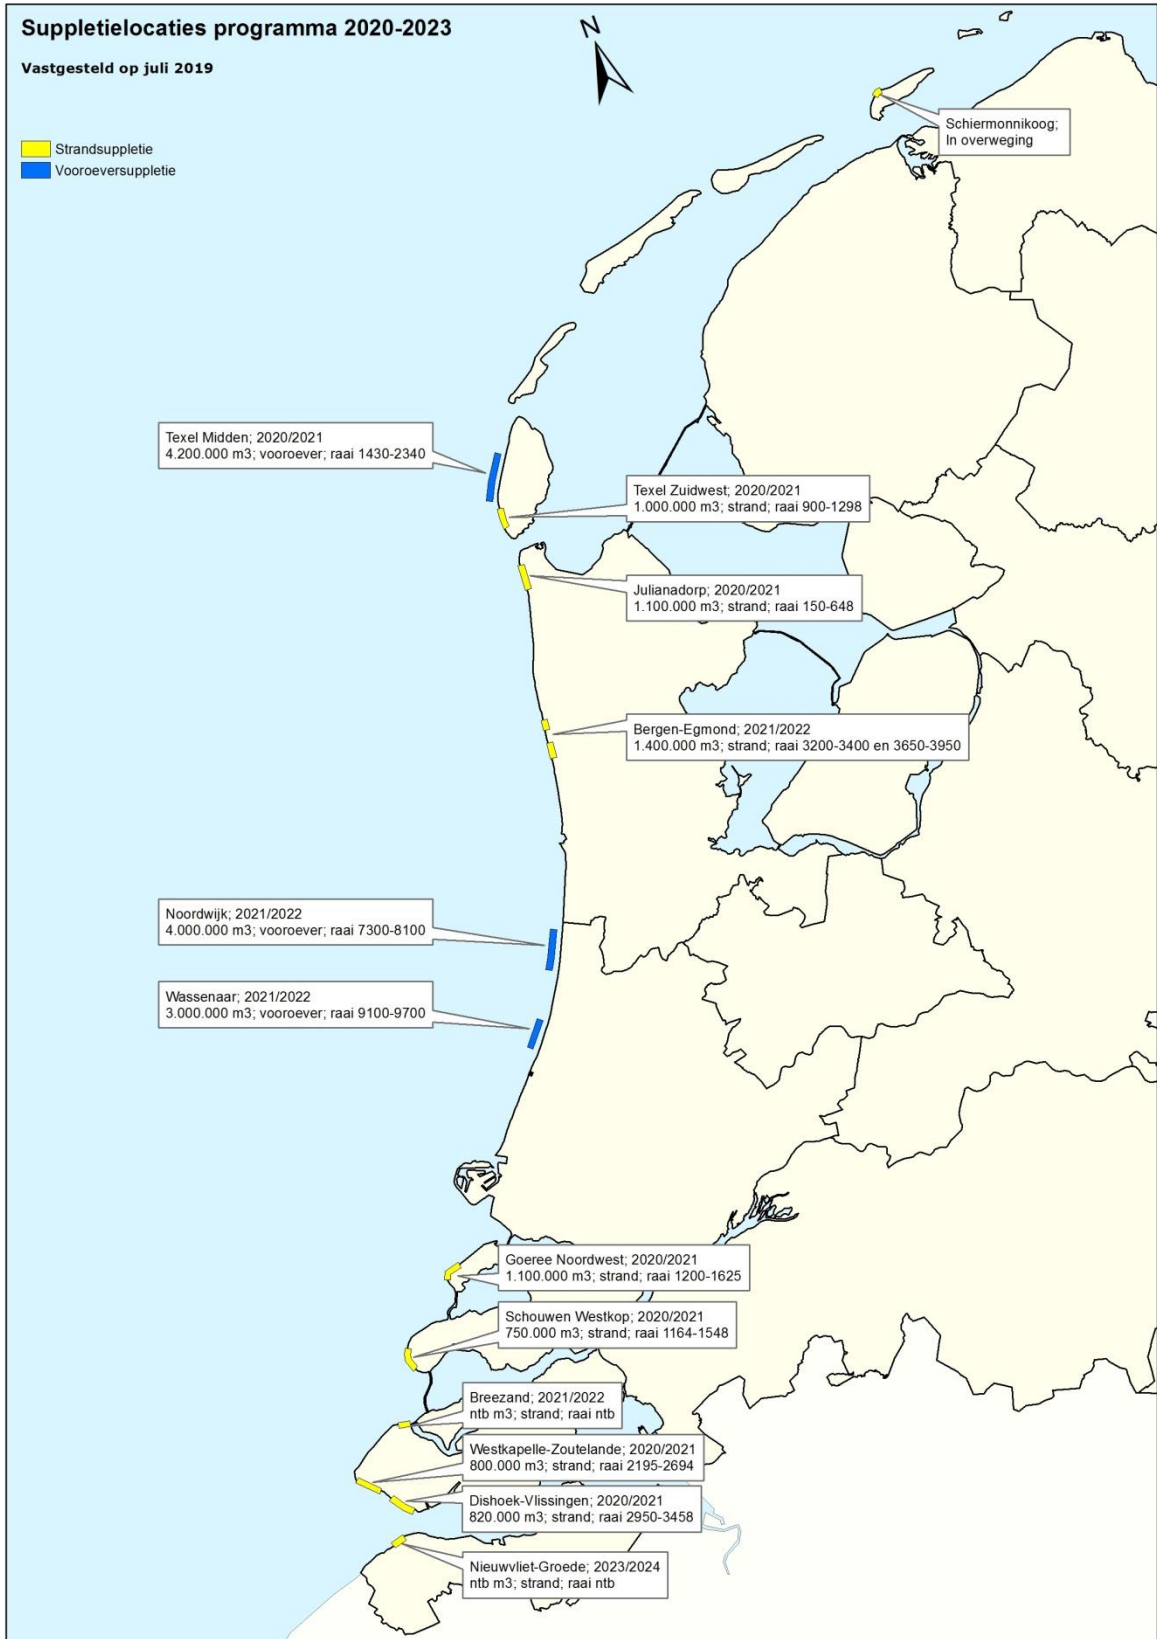 Suppletielocaties programma 2020-2023
Vastgesteld op juli 2019
N
Strandsuppletie
Vooroeversuppletie
Schiermonnikoog;
In overweging
Texel Midden; 2020/2021
4.200.000 m3; vooroever; raai 1430-2340
Texel Zuidwest; 2020/2021
1.000.000 m3; strand; raai 900-1298
Julianadorp; 2020/2021
1.100.000 m3; strand; raai 150-648
Bergen-Egmond; 2021/2022
1.400.000 m3; strand; raai 3200-3400 en 3650-3950
Noordwijk; 2021/2022
4.000.000 m3; vooroever; raai 7300-8100
Wassenaar; 2021/2022
3.000.000 m3; vooroever; raai 9100-9700
Goeree Noordwest; 2020/2021
1.100.000 m3; strand; raai 1200-1625
Schouwen Westkop; 2020/2021
750.000 m3; strand; raai 1164-1548
Breezand; 2021/2022
ntb m3; strand; raai ntb
Westkapelle-Zoutelande; 2020/2021
800.000 m3; strand; raai 2195-2694
Dishoek-Vlissingen; 2020/2021
820.000 m3; strand; raai 2950-3458
Nieuwvliet-Groede; 2023/2024
ntb m3; strand; raai ntb